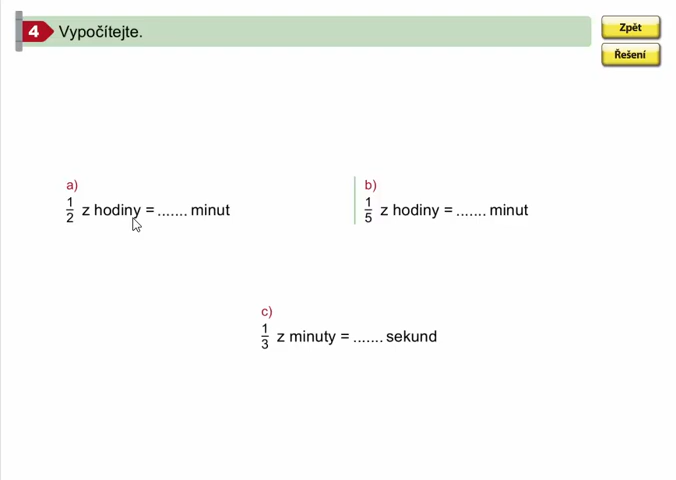 4 Vypočítejte.
Zpět
Řešení
a)
1/2 z hodiny = ....... minut
b)
1/5 z hodiny = ....... minut
c)
1/3 z minuty = ....... sekund